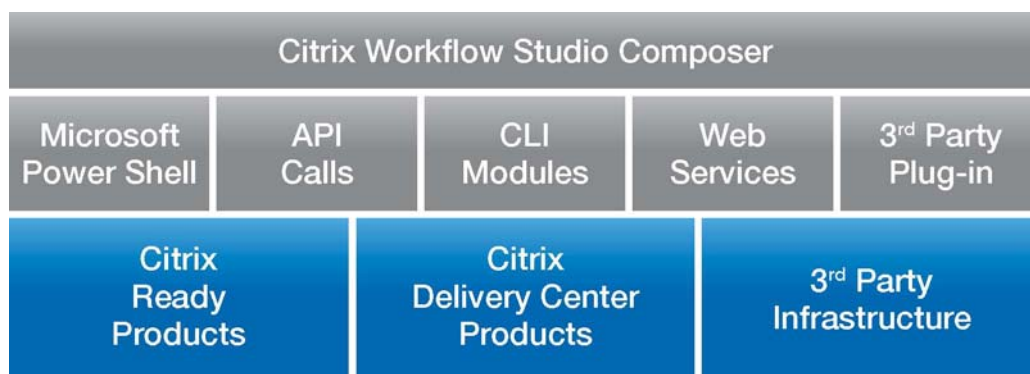 Citrix Workflow Studio Composer
Microsoft
Power Shell
API
Calls
CLI
Modules
Web
Services
3rd Party
Plug-in
Citrix
Ready
Products
Citrix
Delivery Center
Products
3rd Party
Infrastructure